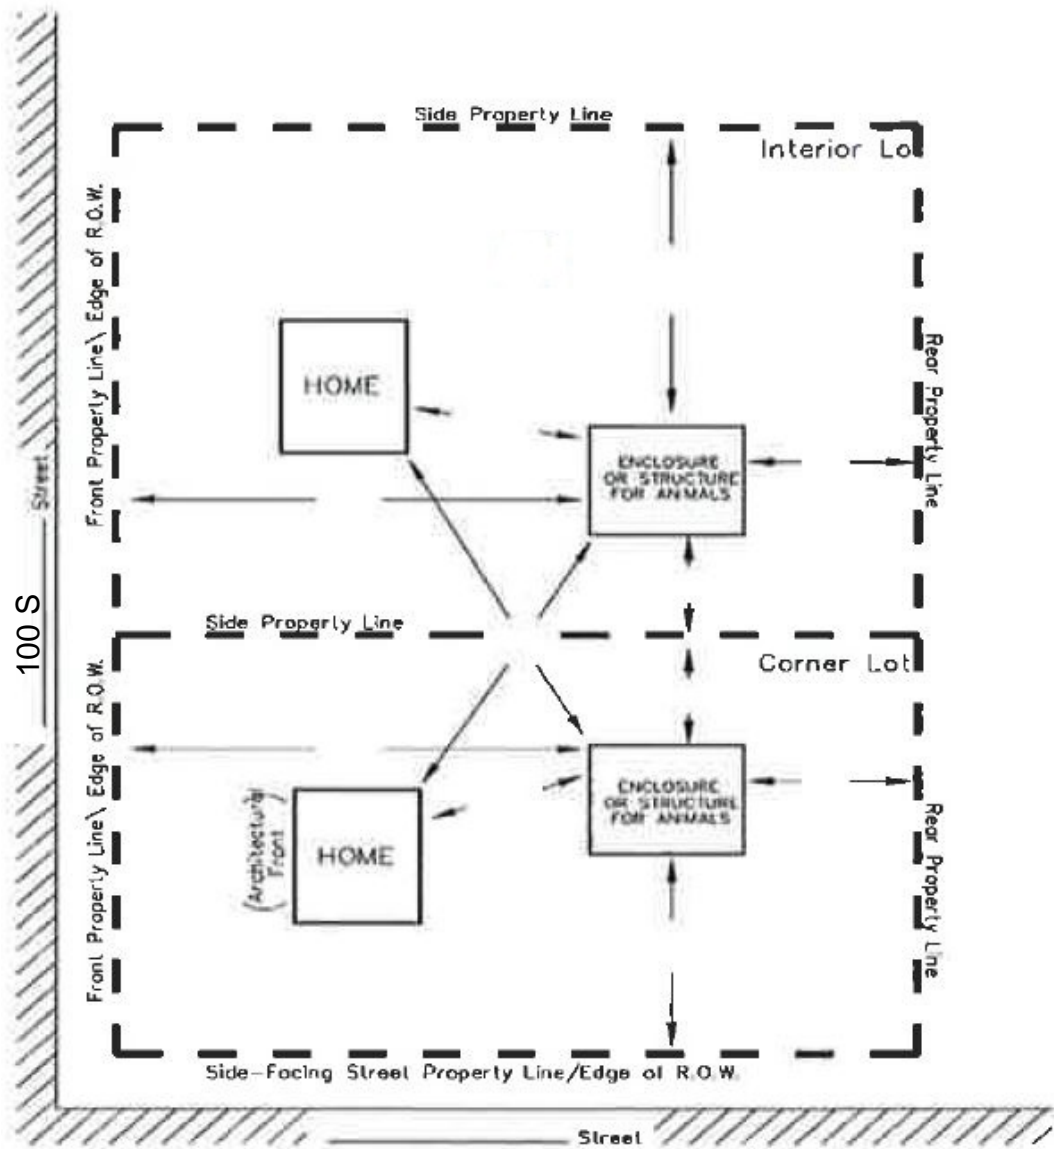 Side Property Line
Interior Lo
Front Property Line\ Edge of R.O.W.
HOME
Rear Property Line
ENCLOSURE
OR STRUCTURE
FOR ANIMALS
Street
100 S
Side Property Line
Corner Lot
Front Property Line\ Edge of R.O.W.
ENCLOSURE
OR STRUCTURE
FOR ANIMALS
(Architectural
Front)
HOME
Rear Property Line
Side-Facing Street Property Line/Edge of R.O.W.
Street